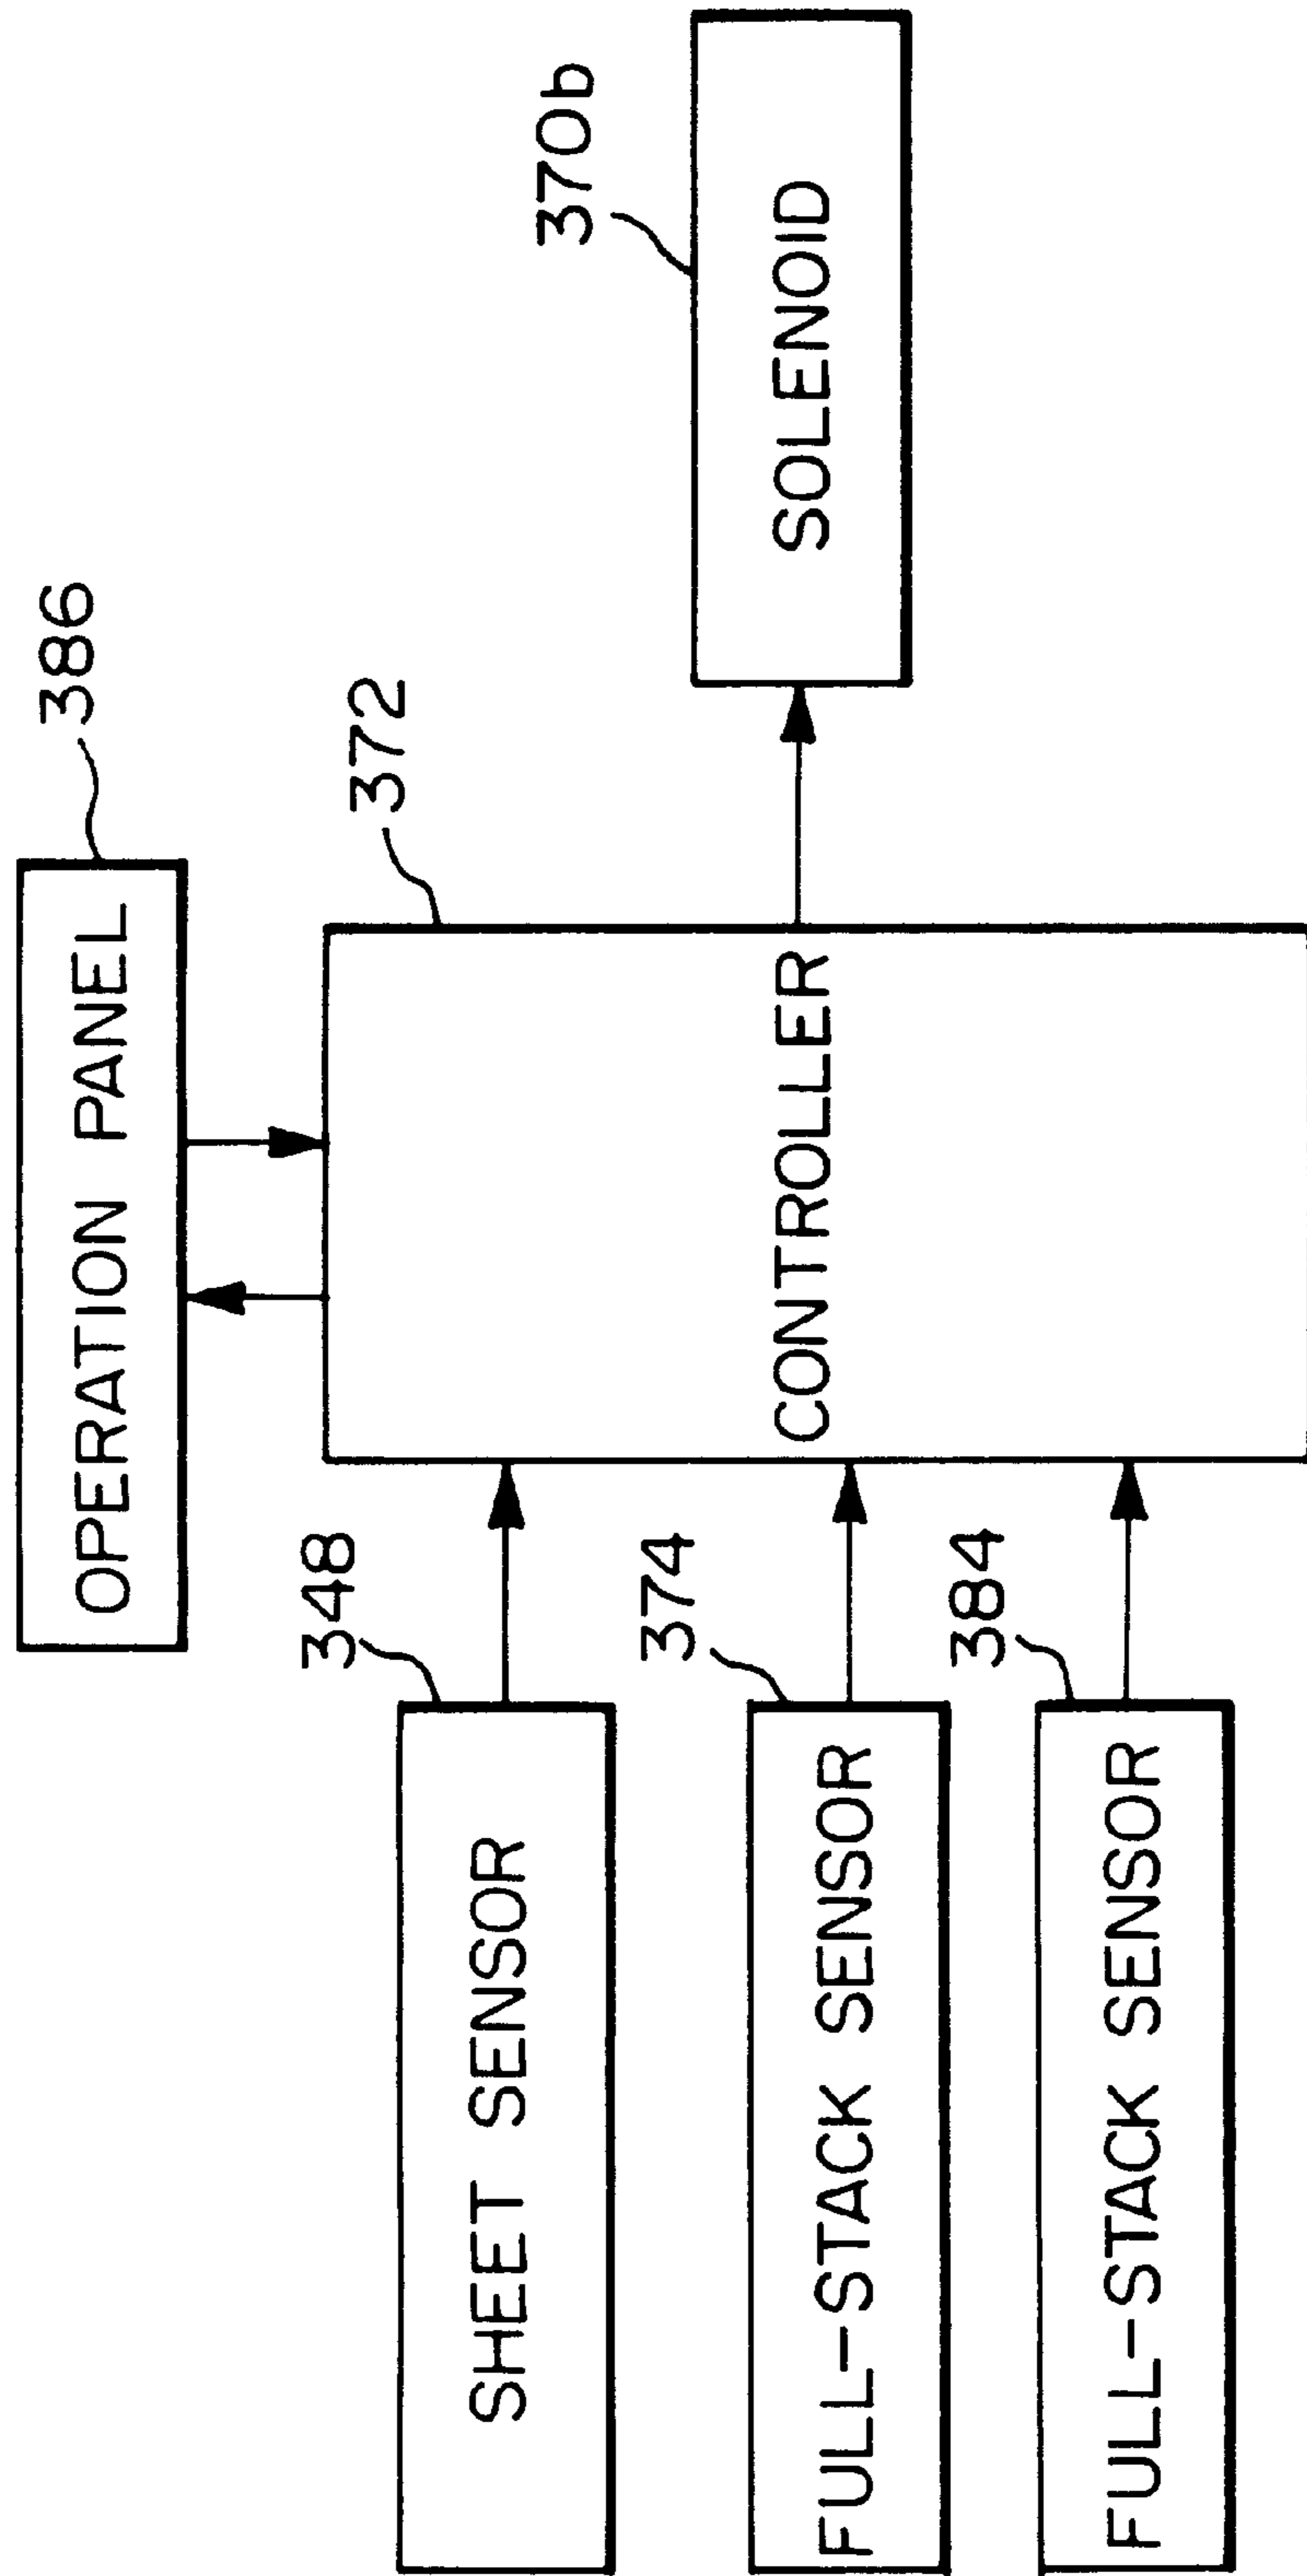 386
OPERATION PANEL
348
SHEET SENSOR
372
CONTROLLER
370b
SOLENOID
374
FULL-STACK SENSOR
384
FULL-STACK SENSOR